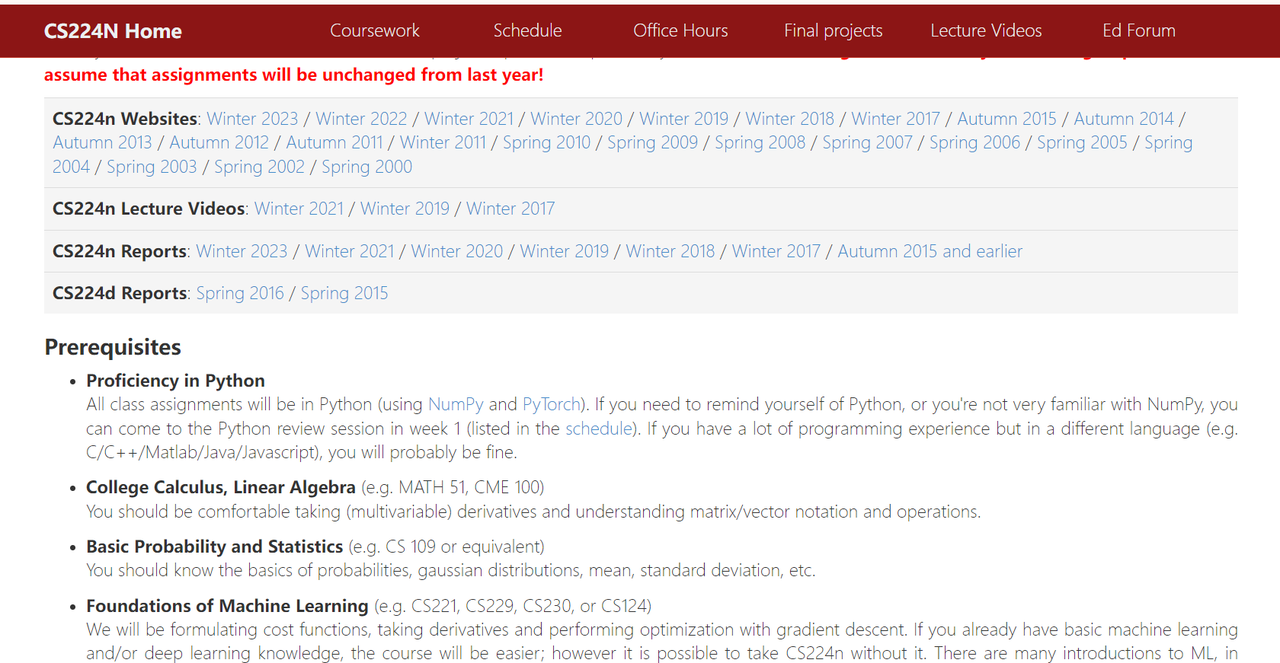 CS224N Home Coursework Schedule Office Hours Final projects Lecture Videos Ed Forum
assume that assignments will be unchanged from last year!
CS224n Websites: Winter 2023 / Winter 2022 / Winter 2021 / Winter 2020 / Winter 2019 / Winter 2018 / Winter 2017 / Autumn 2015 / Autumn 2014 /
Autumn 2013 / Autumn 2012 / Autumn 2011 / Winter 2011 / Spring 2010 / Spring 2009 / Spring 2008 / Spring 2007 / Spring 2006 / Spring 2005 / Spring
2004 / Spring 2003 / Spring 2002 / Spring 2000
CS224n Lecture Videos: Winter 2021 / Winter 2019 / Winter 2017
CS224n Reports: Winter 2023 / Winter 2021 / Winter 2020 / Winter 2019 / Winter 2018 / Winter 2017 / Autumn 2015 and earlier
CS224d Reports: Spring 2016 / Spring 2015
Prerequisites
• Proficiency in Python
All class assignments will be in Python (using NumPy and PyTorch). If you need to remind yourself of Python, or you're not very familiar with NumPy, you
can come to the Python review session in week 1 (listed in the schedule). If you have a lot of programming experience but in a different language (e.g.
C/C++/Matlab/Java/Javascript), you will probably be fine.
• College Calculus, Linear Algebra (e.g. MATH 51, CME 100)
You should be comfortable taking (multivariable) derivatives and understanding matrix/vector notation and operations.
• Basic Probability and Statistics (e.g. CS 109 or equivalent)
You should know the basics of probabilities, gaussian distributions, mean, standard deviation, etc.
• Foundations of Machine Learning (e.g. CS221, CS229, CS230, or CS124)
We will be formulating cost functions, taking derivatives and performing optimization with gradient descent. If you already have basic machine learning
and/or deep learning knowledge, the course will be easier; however it is possible to take CS224n without it. There are many introductions to ML, in